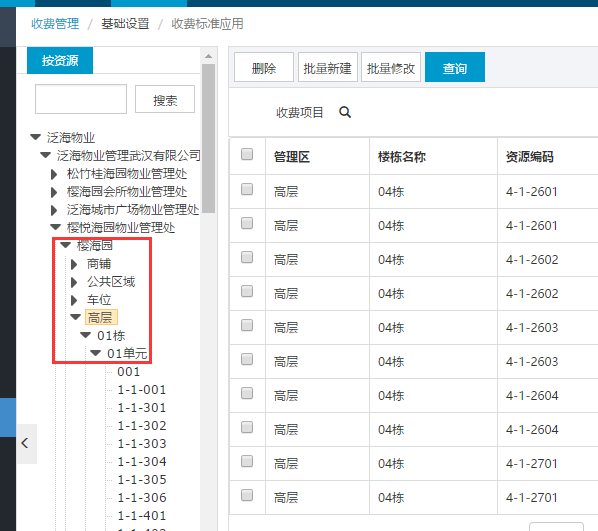 收费管理 / 基础设置 / 收费标准应用
按资源
搜索
泛海物业
泛海物业管理武汉有限公司
松竹桂海园物业管理处
樱海园会所物业管理处
泛海城市广场物业管理处
樱悦海园物业管理处
樱海园
商铺
公共区域
车位
高层
01栋
01单元
001
1-1-001
1-1-301
1-1-302
1-1-303
1-1-304
1-1-305
1-1-306
1-1-401
删除 批量新建 批量修改 查询
收费项目
管理区 楼栋名称 资源编码
高层 04栋 4-1-2601
高层 04栋 4-1-2601
高层 04栋 4-1-2602
高层 04栋 4-1-2602
高层 04栋 4-1-2603
高层 04栋 4-1-2603
高层 04栋 4-1-2604
高层 04栋 4-1-2604
高层 04栋 4-1-2701
高层 04栋 4-1-2701